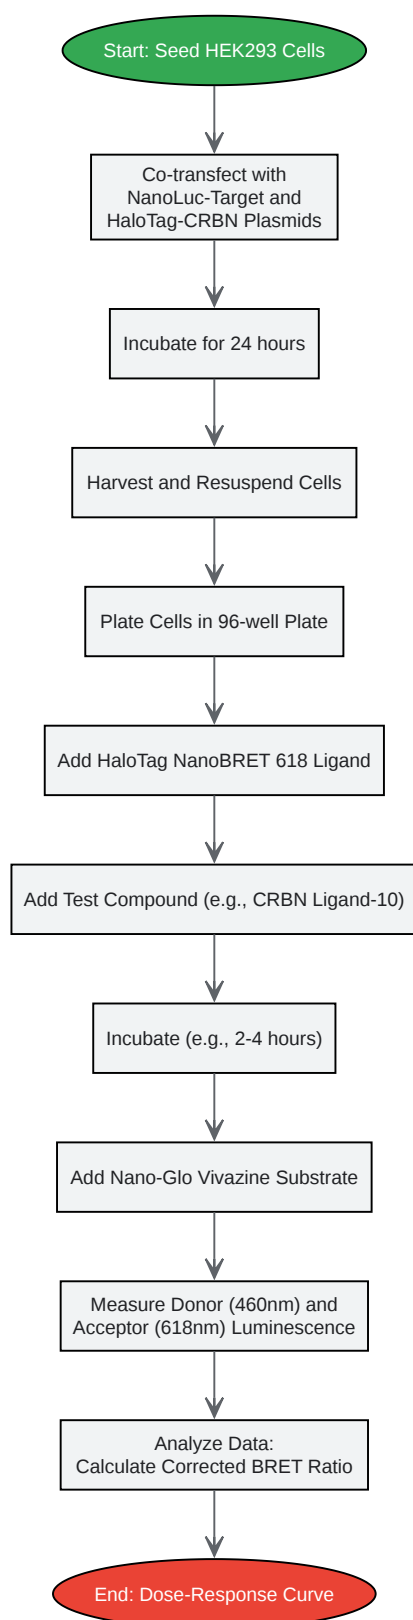 Start: Seed HEK293 Cells
Co-transfect with
NanoLuc-Target and
HaloTag-CRBN Plasmids
Incubate for 24 hours
Harvest and Resuspend Cells
Plate Cells in 96-well Plate
Add HaloTag NanoBRET 618 Ligand
Add Test Compound (e.g., CRBN Ligand-10)
Incubate (e.g., 2-4 hours)
Add Nano-Glo Vivazine Substrate
Measure Donor (460nm) and
Acceptor (618nm) Luminescence
Analyze Data:
Calculate Corrected BRET Ratio
End: Dose-Response Curve